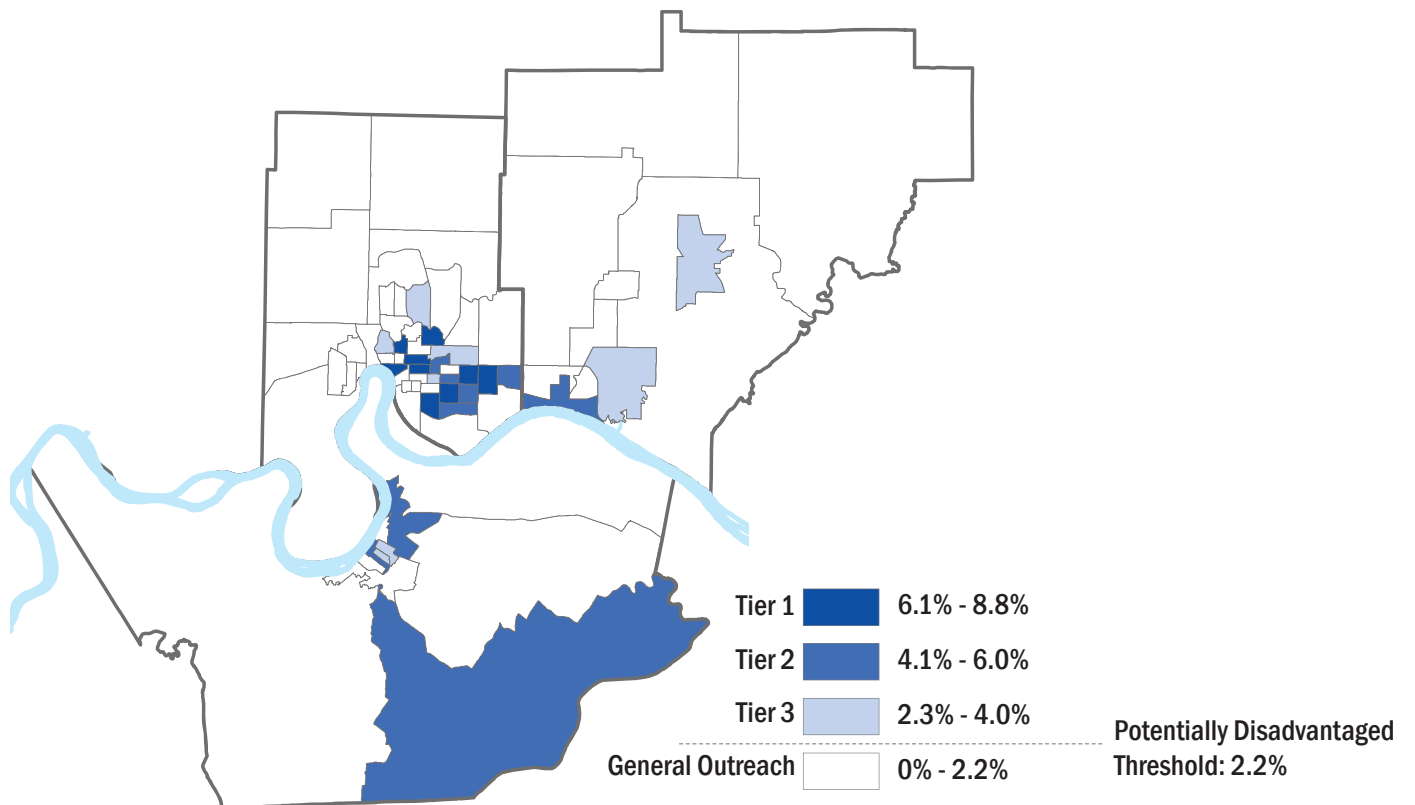 Tier 1 6.1% - 8.8%
Tier 2 4.1% - 6.0%
Tier 3 2.3% - 4.0%
General Outreach 0% - 2.2%
Potentially Disadvantaged
Threshold: 2.2%